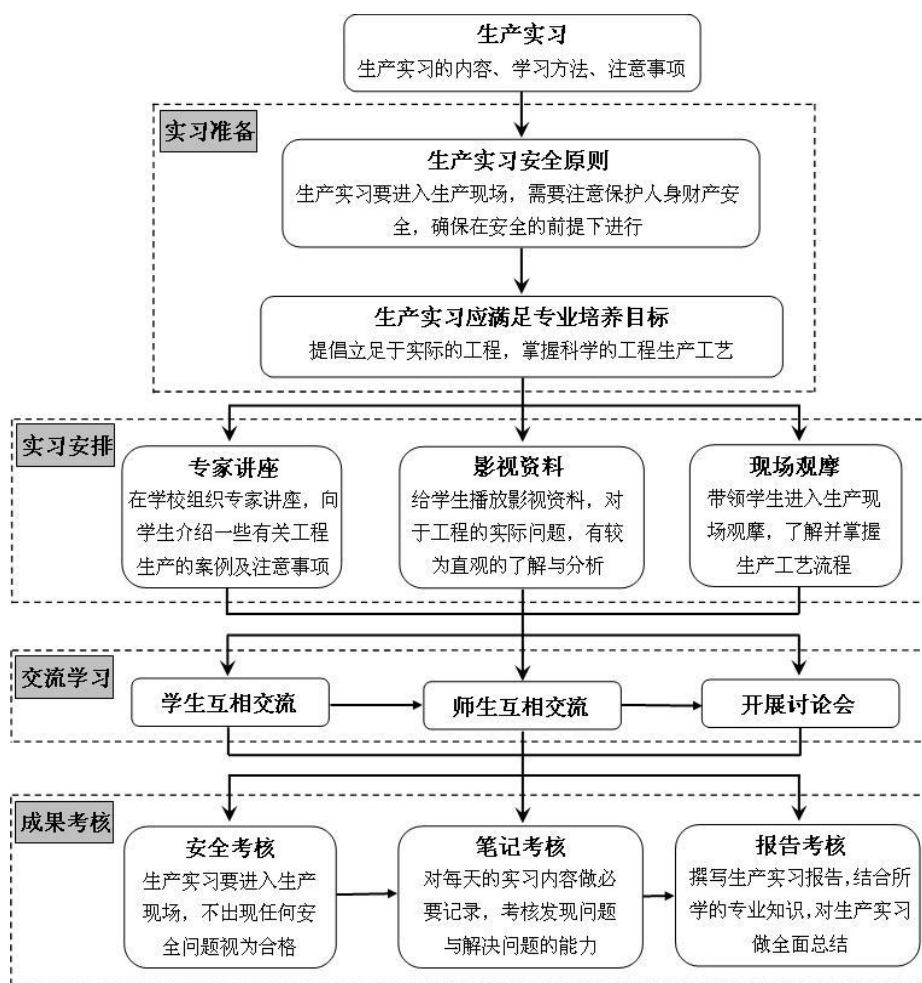 生产实习
生产实习的内容、学习方法、注意事项
实习准备
生产实习安全原则
生产实习要进入生产现场，需要注意保护人身财产安
全，确保在安全的前提下进行
生产实习应满足专业培养目标
提倡立足于实际的工程，掌握科学的工程生产工艺
实习安排
专家讲座
在学校组织专家讲座，向
学生介绍一些有关工程
生产的案例及注意事项
影视资料
给学生播放影视资料，对
于工程的实际问题，有较
为直观的了解与分析
现场观摩
带领学生进入生产现
场观摩，了解并掌握
生产工艺流程
交流学习
学生互相交流
师生互相交流
开展讨论会
成果考核
安全考核
生产实习要进入生产
现场，不出现任何安
全问题视为合格
笔记考核
对每天的实习内容做必
要记录，考核发现问题
与解决问题的能力
报告考核
撰写生产实习报告,结合所
学的专业知识,对生产实习
做全面总结